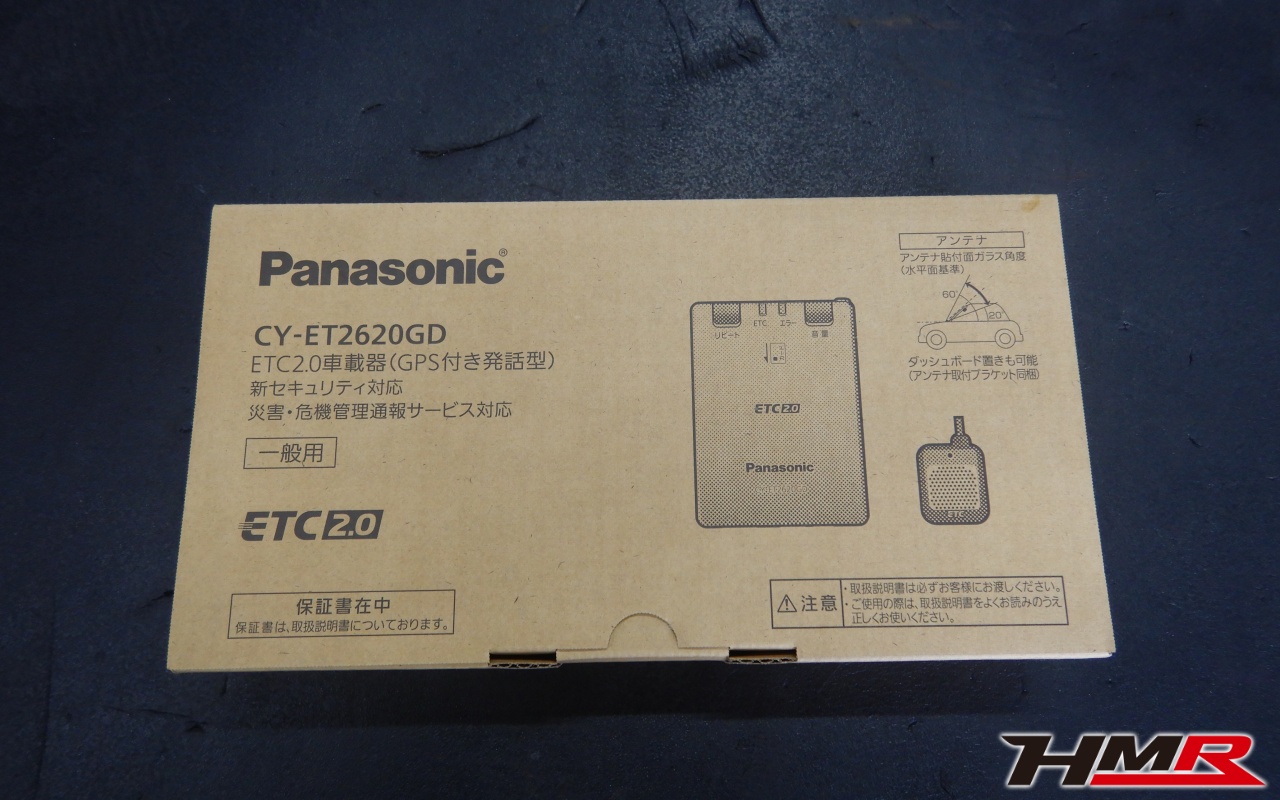 Panasonic®
CY-ET2620GD
ETC2.0車載器(GPS付き発話型)
新セキュリティ対応
災害・危機管理通報サービス対応
一般用
ETC2.0
保証書在中
保証書は、取扱説明書についております。
リピート
ETC
エラー
音量
ETC2.0
Panasonic
アンテナ
アンテナ貼付面ガラス角度
(水平面基準)
60°
20°
ダッシュボード置きも可能
(アンテナ取付ブラケット同梱)
ETC
注意
・取扱説明書は必ずお客様にお渡しください。
・ご使用の際は、取扱説明書をよくお読みのうえ
正しくお使いください。
HMR